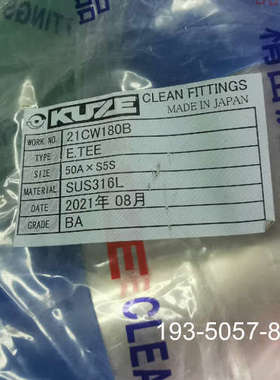 KUZE CLEAN FITTINGS
MADE IN JAPAN
WORK NO. 21CW180B
TYPE E.TEE
SIZE 50A×S5S
MATERIAL SUS316L
DATE 2021年 08月
GRADE BA
CLEA
193-5057-8